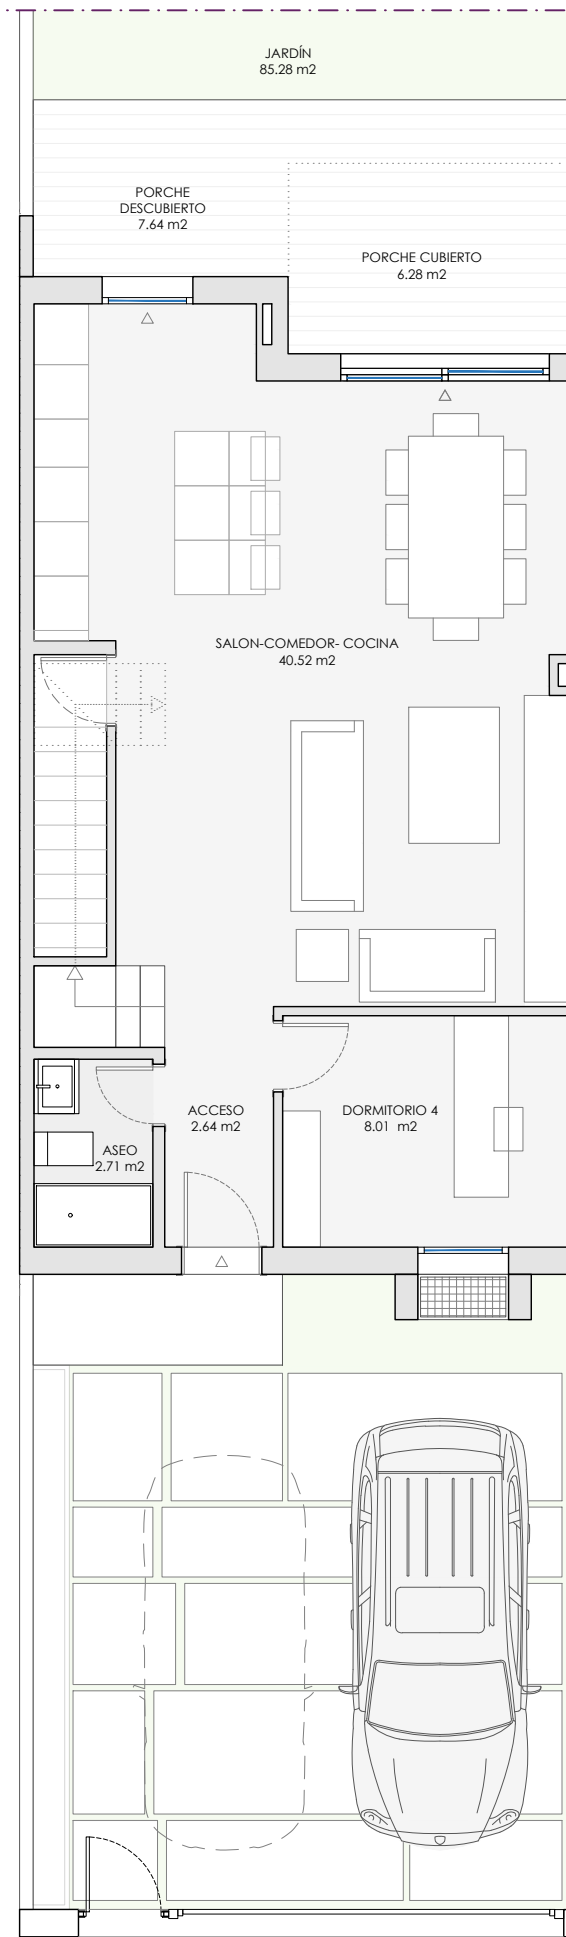 JARDÍN
85.28 m2
PORCHE
DESCUBIERTO
7.64 m2
PORCHE CUBIERTO
6.28 m2
SALON-COMEDOR- COCINA
40.52 m2
ACCESO
2.64 m2
DORMITORIO 4
8.01 m2
ASEO
2.71 m2